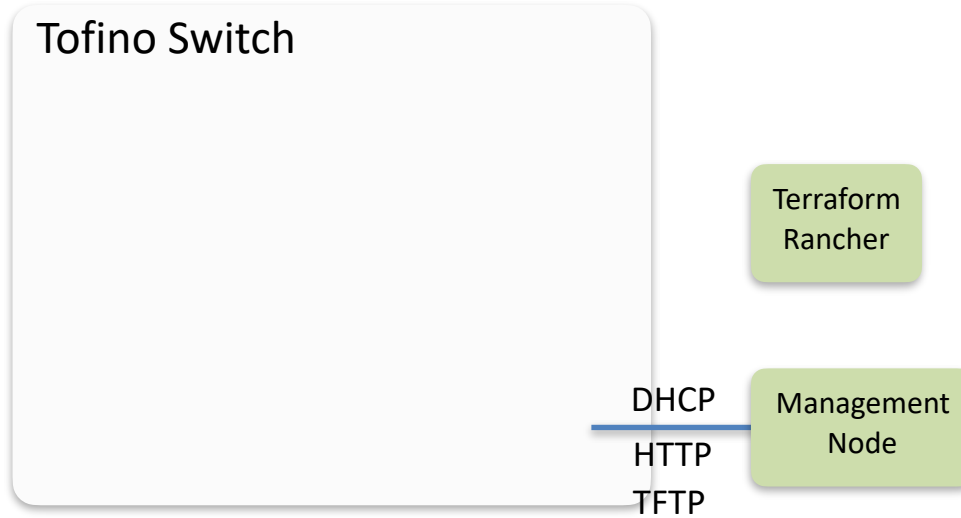 Tofino Switch
Terraform
Rancher
DHCP
HTTP
TFTP
Management
Node